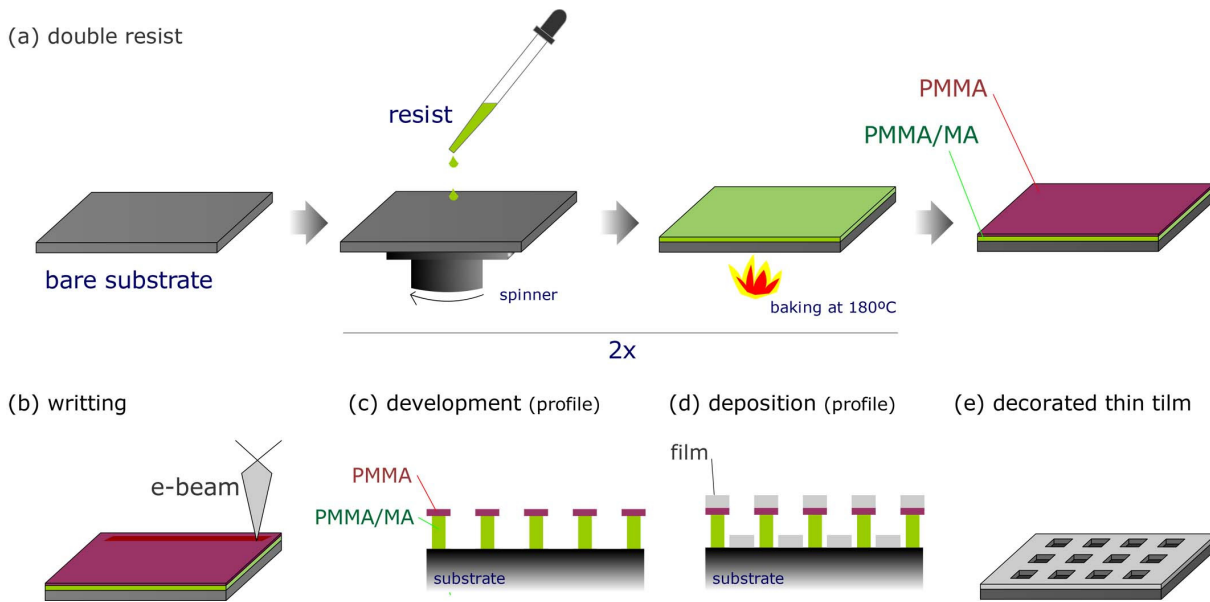 (a) double resist
resist
PMMA
PMMA/MA
bare substrate
spinner
baking at 180ºC
2x
(b) writting
(c) development (profile)
(d) deposition (profile)
(e) decorated thin tilm
e-beam
PMMA
PMMA/MA
substrate
film
substrate